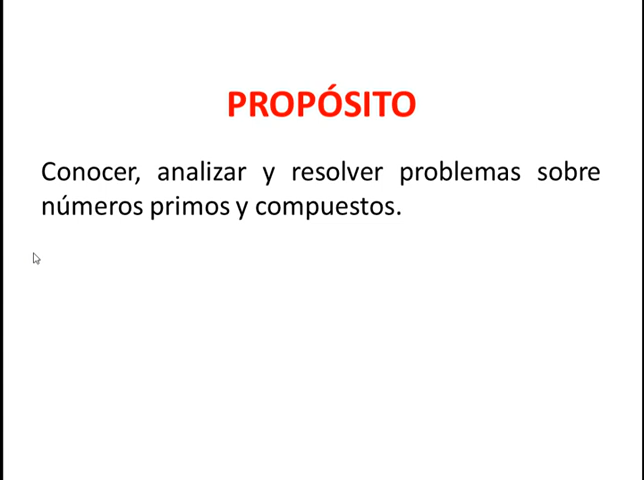 PROPÓSITO
Conocer, analizar y resolver problemas sobre
números primos y compuestos.